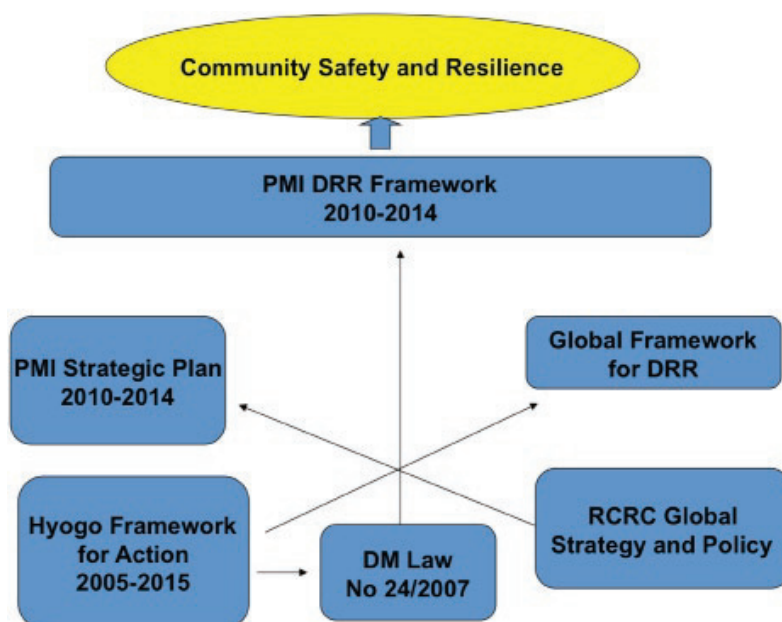 Community Safety and Resilience
PMI DRR Framework
2010-2014
PMI Strategic Plan
2010-2014
Global Framework
for DRR
Hyogo Framework
for Action
2005-2015
DM Law
No 24/2007
RCRC Global
Strategy and Policy